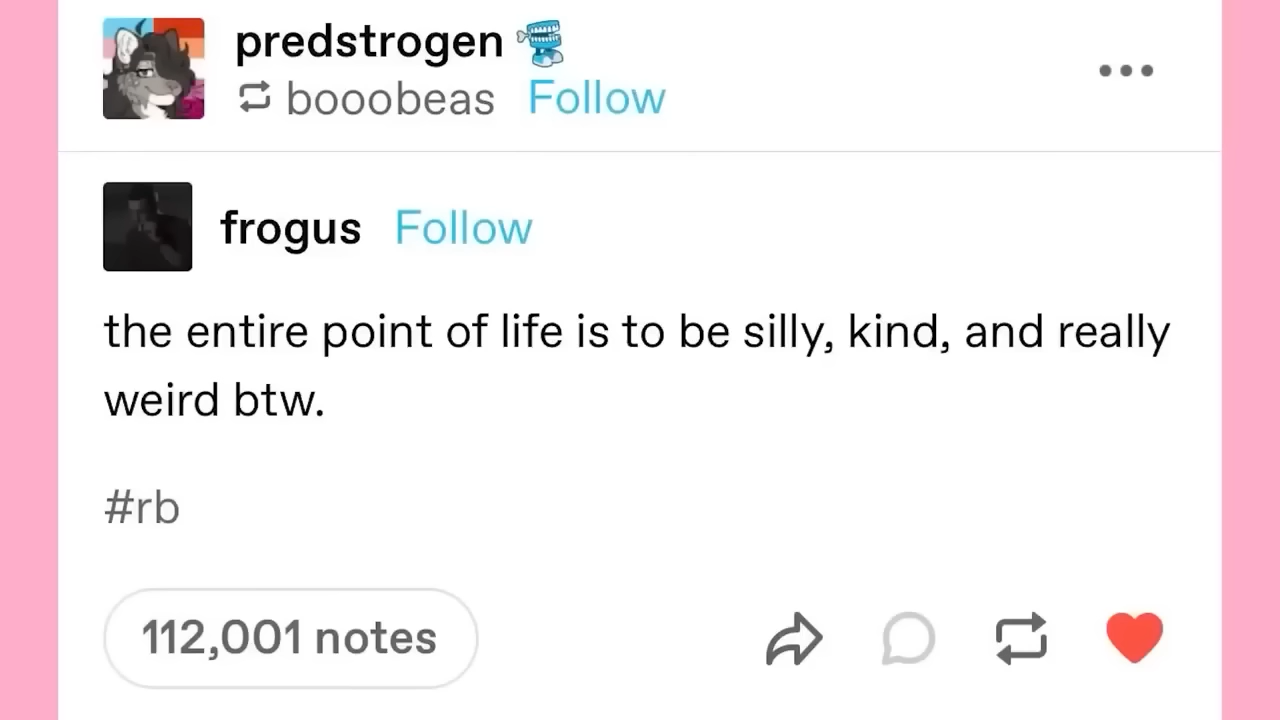 predstrogen
booobeas Follow
frogus Follow
the entire point of life is to be silly, kind, and really
weird btw.
#rb
112,001 notes